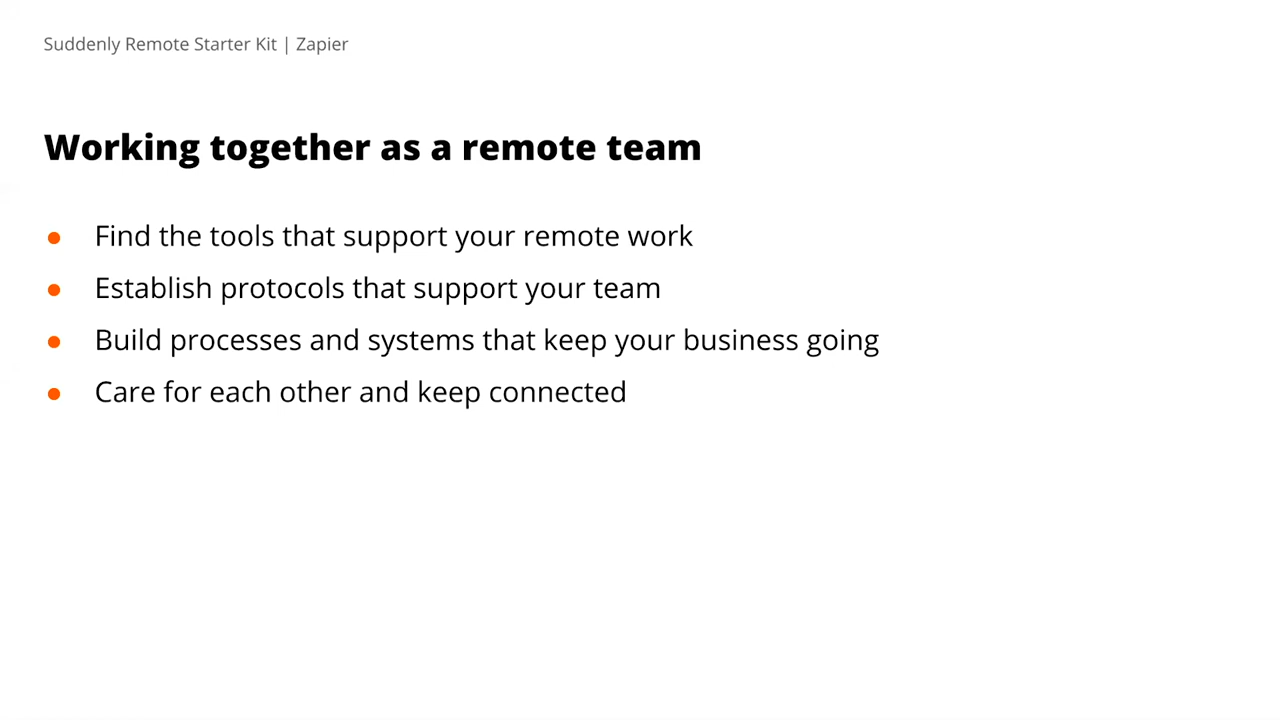 Suddenly Remote Starter Kit | Zapier
Working together as a remote team
● Find the tools that support your remote work
● Establish protocols that support your team
● Build processes and systems that keep your business going
● Care for each other and keep connected